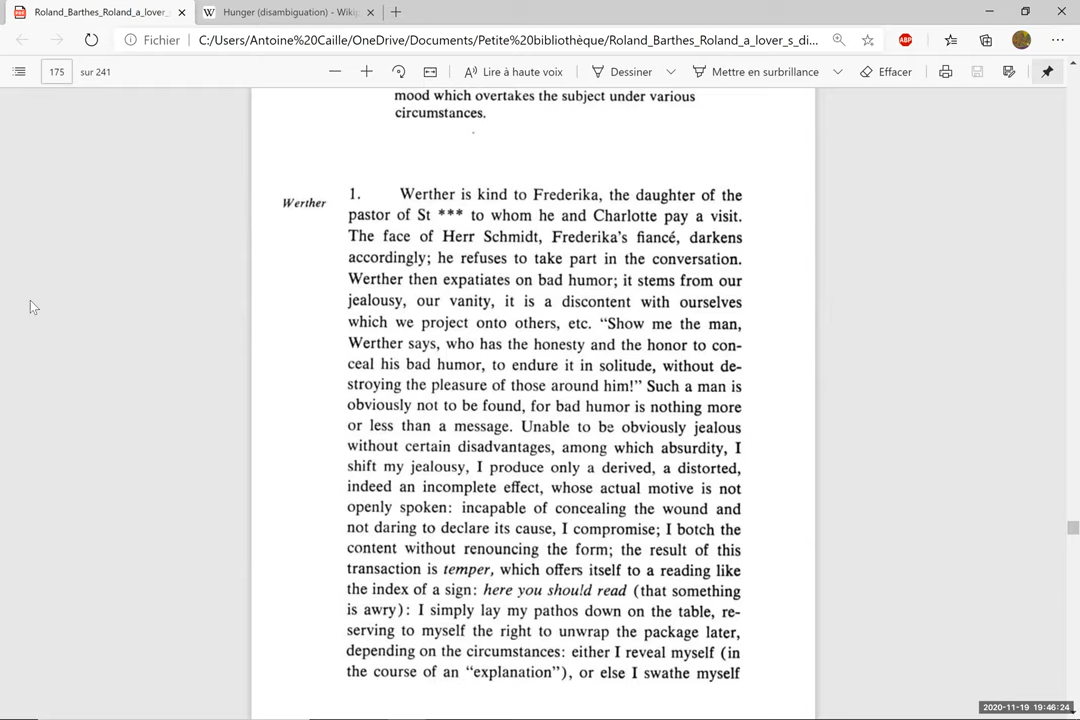 Roland_Barthes_Roland_a_lover_s
Hunger (disambiguation) - Wiki
Fichier
C:/Users/Antoine%20Caille/OneDrive/Documents/Petite%20bibliothèque/Roland_Barthes_Roland_a_lover_s_di...
ABP
175 sur 241
Lire à haute voix
Dessiner
Mettre en surbrillance
Effacer
mood which overtakes the subject under various
circumstances.
Werther
1. Werther is kind to Frederika, the daughter of the
pastor of St *** to whom he and Charlotte pay a visit.
The face of Herr Schmidt, Frederika's fiancé, darkens
accordingly; he refuses to take part in the conversation.
Werther then expatiates on bad humor; it stems from our
jealousy, our vanity, it is a discontent with ourselves
which we project onto others, etc. "Show me the man,
Werther says, who has the honesty and the honor to con-
ceal his bad humor, to endure it in solitude, without de-
stroying the pleasure of those around him!" Such a man is
obviously not to be found, for bad humor is nothing more
or less than a message. Unable to be obviously jealous
without certain disadvantages, among which absurdity, I
shift my jealousy, I produce only a derived, a distorted,
indeed an incomplete effect, whose actual motive is not
openly spoken: incapable of concealing the wound and
not daring to declare its cause, I compromise; I botch the
content without renouncing the form; the result of this
transaction is temper, which offers itself to a reading like
the index of a sign: here you should read (that something
is awry): I simply lay my pathos down on the table, re-
serving to myself the right to unwrap the package later,
depending on the circumstances: either I reveal myself (in
the course of an "explanation"), or else I swathe myself
2020-11-19 19:46:24